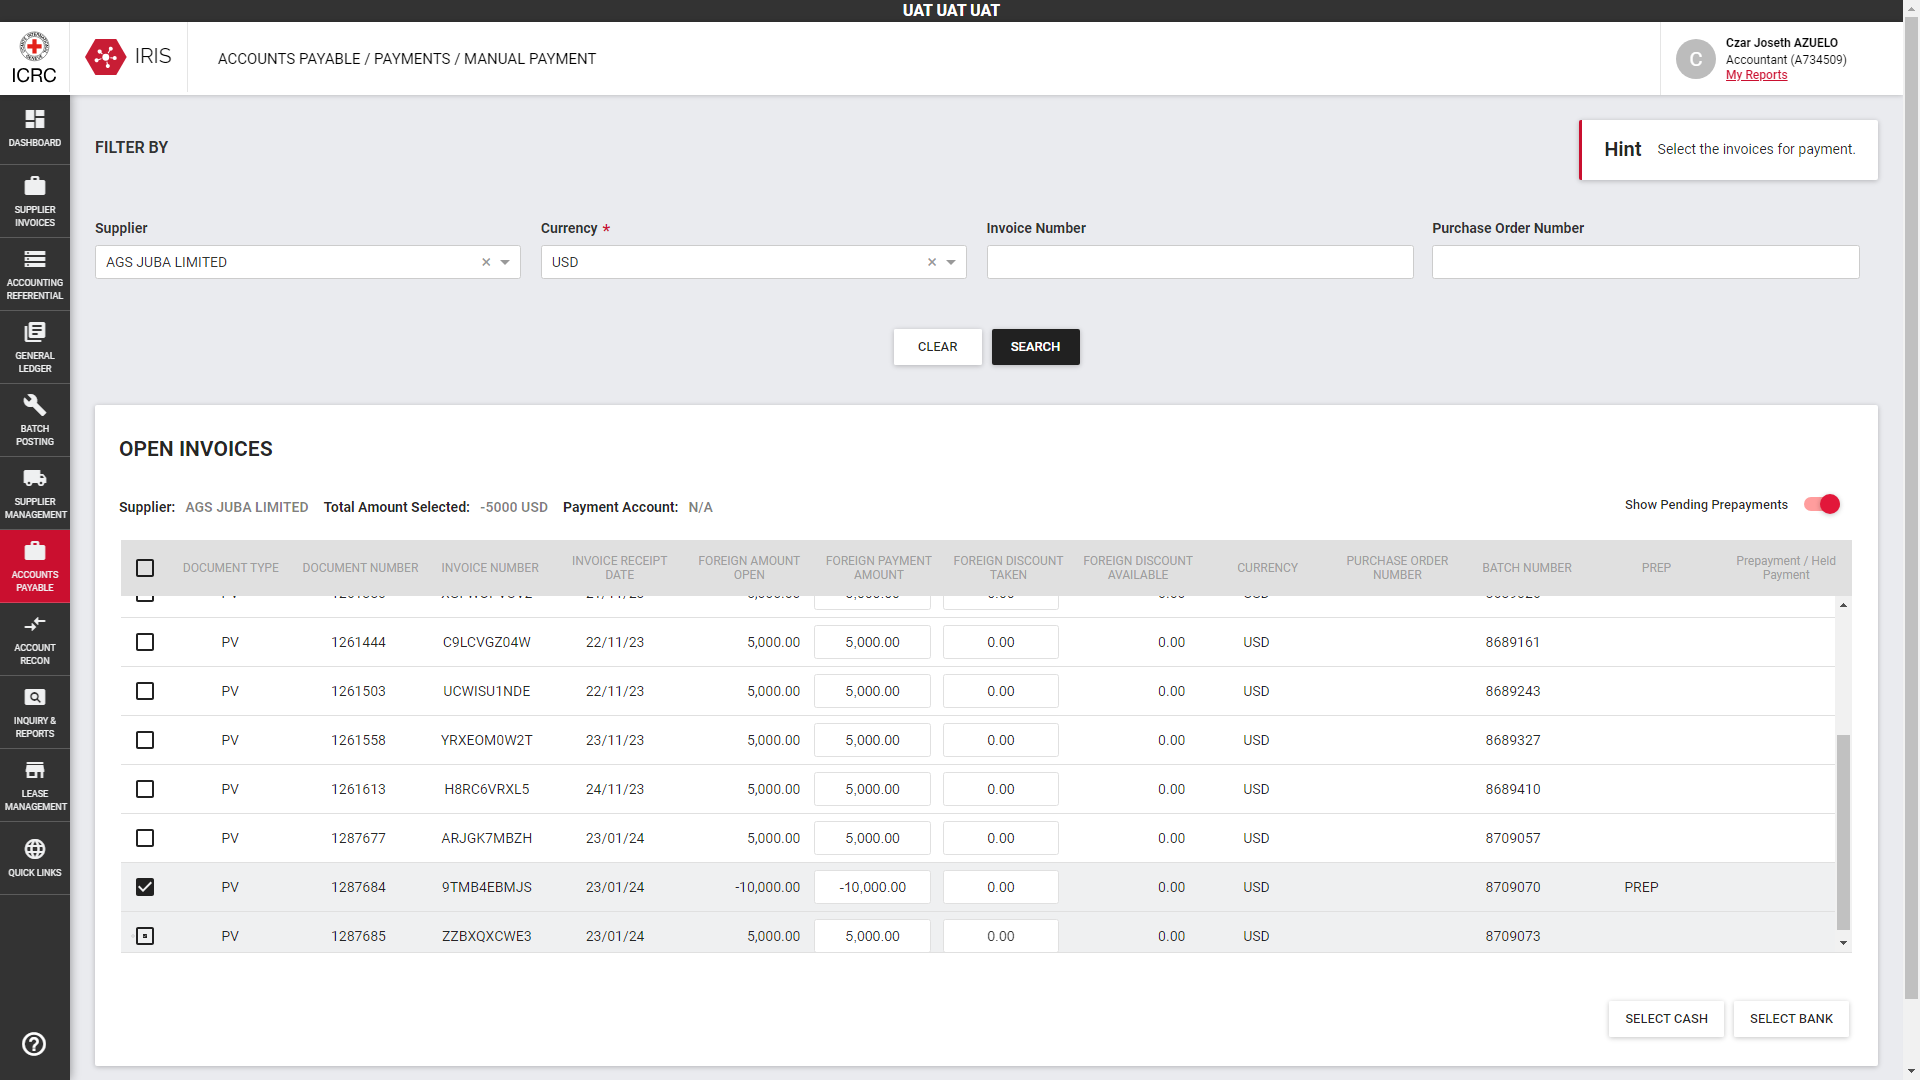 UAT UAT UAT
ICRC
IRIS
ACCOUNTS PAYABLE / PAYMENTS / MANUAL PAYMENT
C
Czar Joseth AZUELO
Accountant (A734509)
My Reports
DASHBOARD
SUPPLIER INVOICES
ACCOUNTING REFERENTIAL
GENERAL LEDGER
BATCH POSTING
SUPPLIER MANAGEMENT
ACCOUNTS PAYABLE
ACCOUNT RECON
INQUIRY & REPORTS
LEASE MANAGEMENT
QUICK LINKS
FILTER BY
Hint Select the invoices for payment.
Supplier Currency * Invoice Number Purchase Order Number
AGS JUBA LIMITED × USD ×
CLEAR SEARCH
OPEN INVOICES
Supplier: AGS JUBA LIMITED Total Amount Selected: -5000 USD Payment Account: N/A
Show Pending Prepayments
DOCUMENT TYPE DOCUMENT NUMBER INVOICE NUMBER INVOICE RECEIPT DATE FOREIGN AMOUNT OPEN FOREIGN PAYMENT AMOUNT FOREIGN DISCOUNT TAKEN FOREIGN DISCOUNT AVAILABLE CURRENCY PURCHASE ORDER NUMBER BATCH NUMBER PREP Prepayment / Held Payment
PV 1261444 C9LCVGZ04W 22/11/23 5,000.00 5,000.00 0.00 0.00 USD 8689161
PV 1261503 UCWISU1NDE 22/11/23 5,000.00 5,000.00 0.00 0.00 USD 8689243
PV 1261558 YRXEOM0W2T 23/11/23 5,000.00 5,000.00 0.00 0.00 USD 8689327
PV 1261613 H8RC6VRXL5 24/11/23 5,000.00 5,000.00 0.00 0.00 USD 8689410
PV 1287677 ARJGK7MBZH 23/01/24 5,000.00 5,000.00 0.00 0.00 USD 8709057
PV 1287684 9TMB4EBMJS 23/01/24 -10,000.00 -10,000.00 0.00 0.00 USD 8709070 PREP
PV 1287685 ZZBXQXCWE3 23/01/24 5,000.00 5,000.00 0.00 0.00 USD 8709073
SELECT CASH SELECT BANK